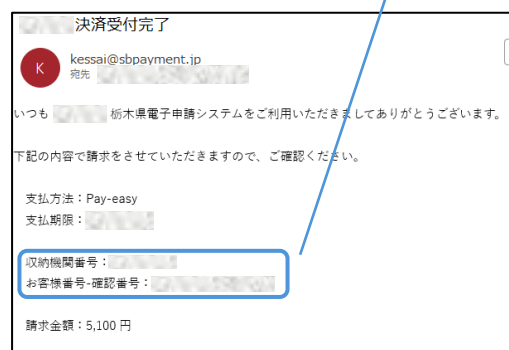 決済受付完了
K
kessai@sbpayment.jp
宛先
いつも 栃木県電子申請システムをご利用いただきましてありがとうございます。
下記の内容で請求をさせていただきますので、ご確認ください。
支払方法：Pay-easy
支払期限：
収納機関番号：
お客様番号-確認番号：
請求金額：5,100 円